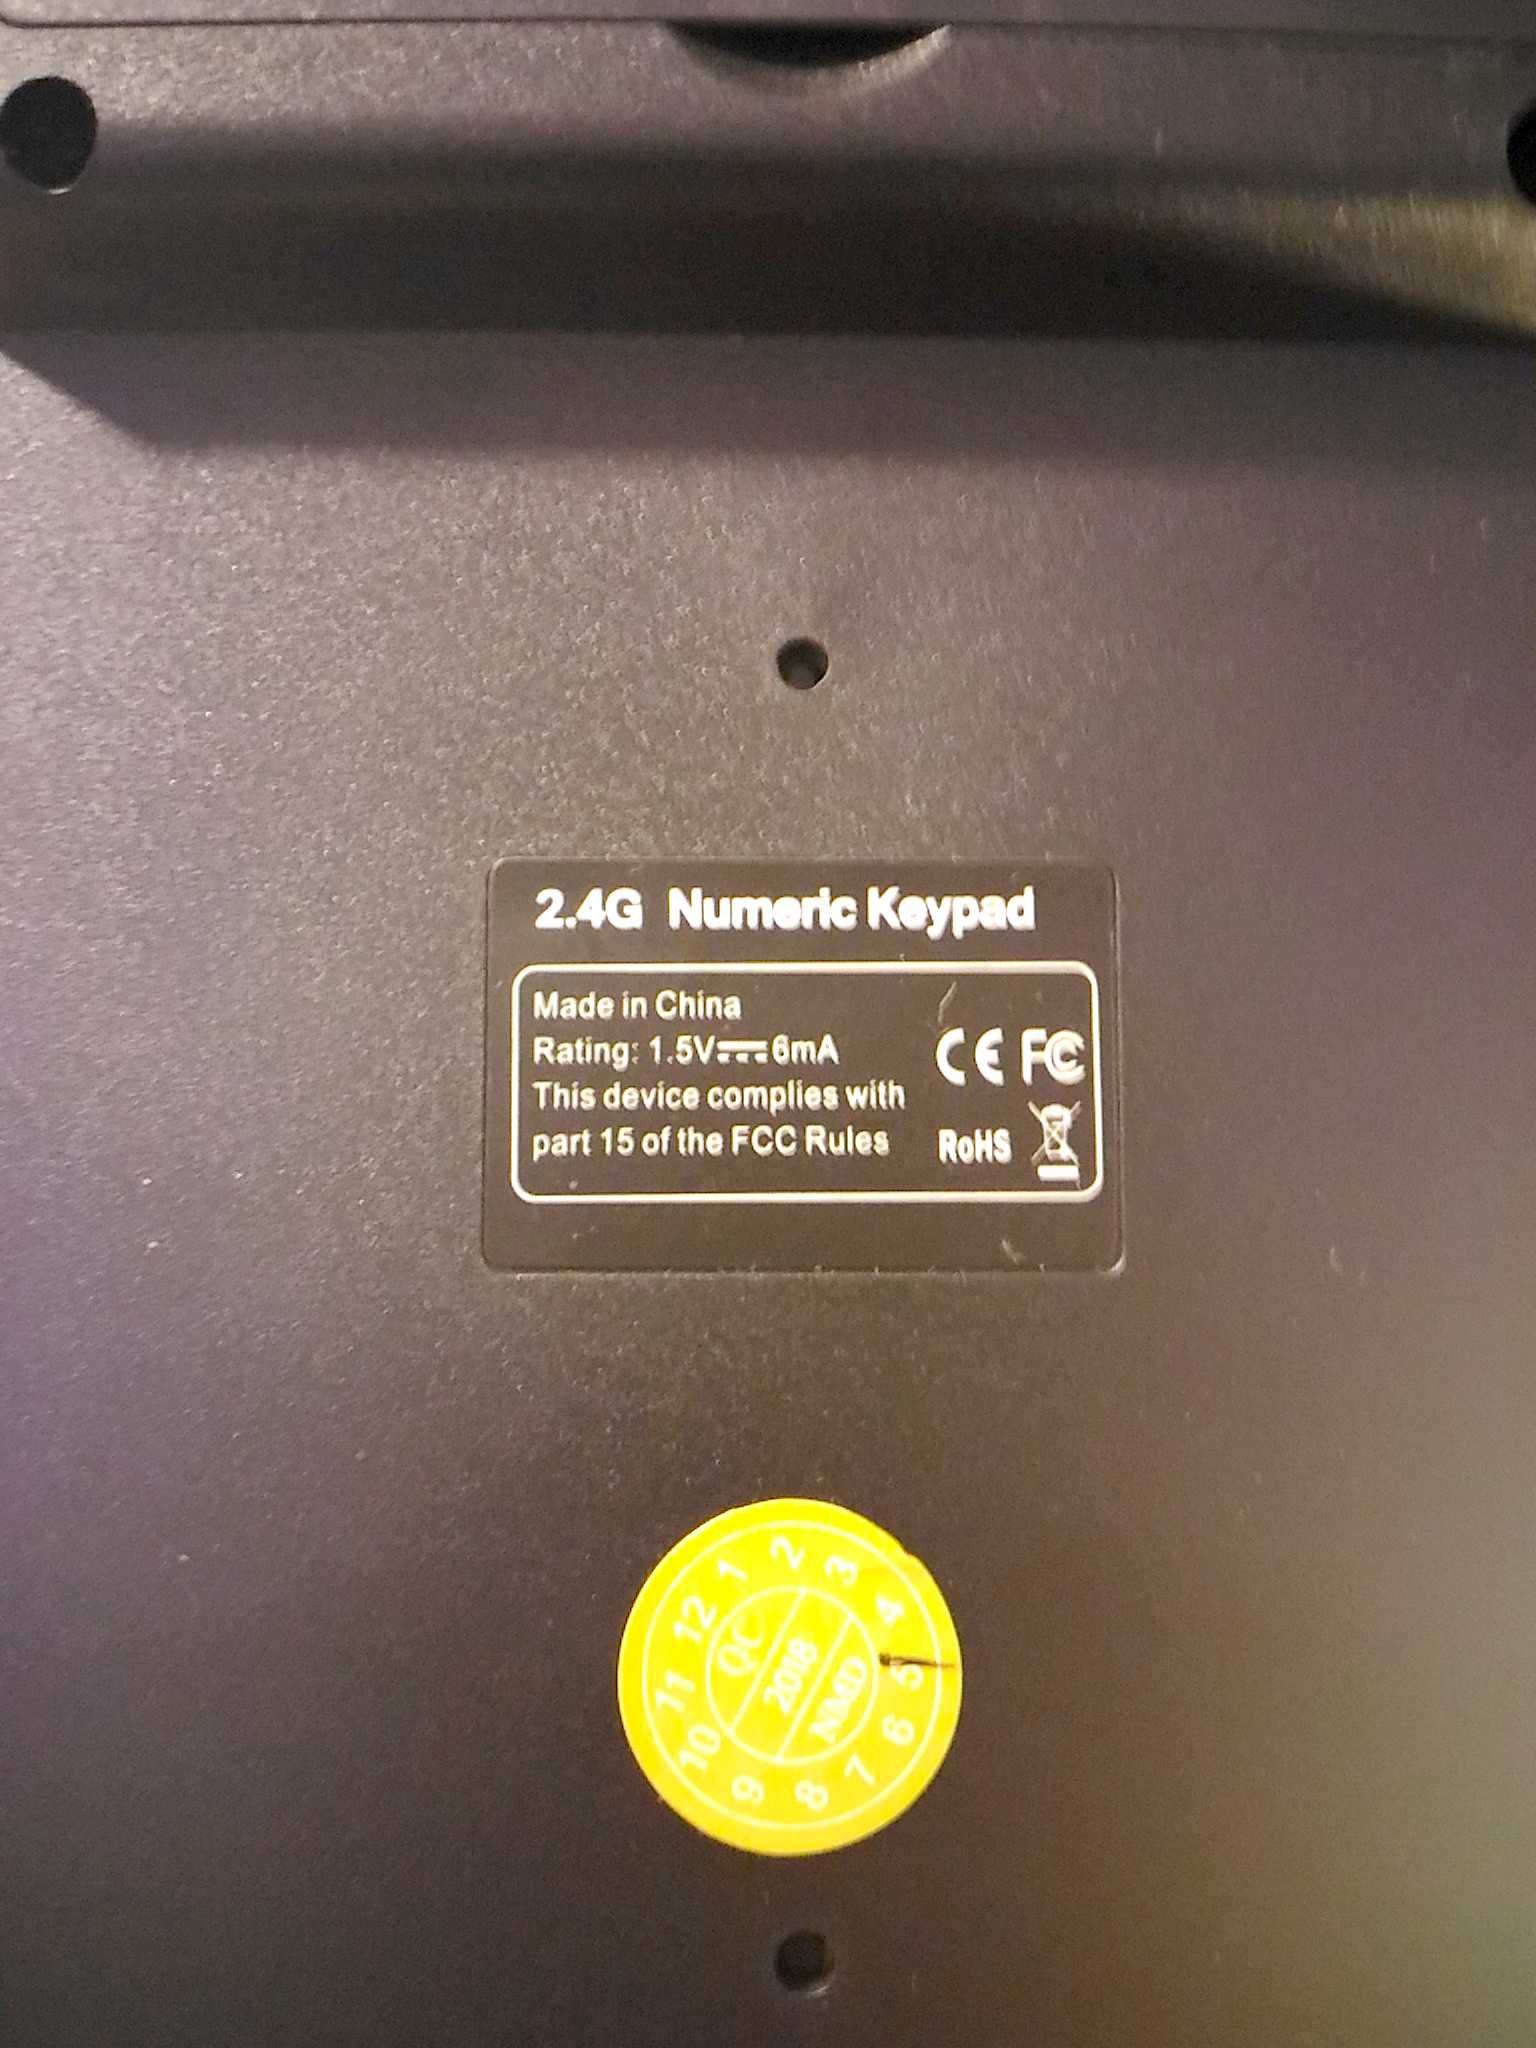 2.4G Numeric Keypad
Made in China
Rating: 1.5V⎓6mA
This device complies with
part 15 of the FCC Rules
CE FC
RoHS
1 2 3 4 5 6 7 8 9 10 11 12
QC
2018
NMD